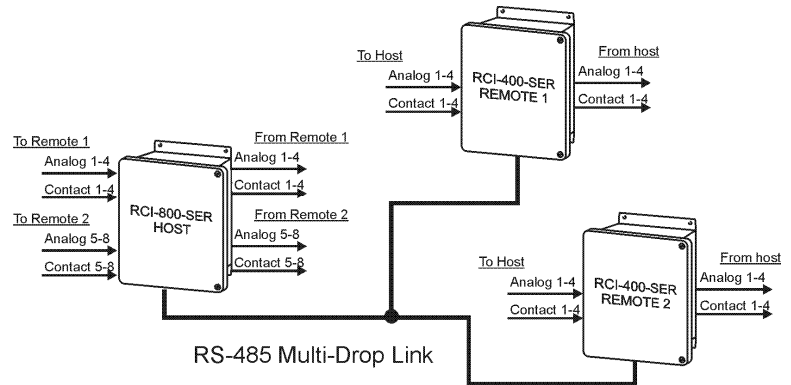 To Host
Analog 1-4
Contact 1-4
RCI-400-SER
REMOTE 1
From host
Analog 1-4
Contact 1-4
To Remote 1
Analog 1-4
Contact 1-4
To Remote 2
Analog 5-8
Contact 5-8
RCI-800-SER
HOST
From Remote 1
Analog 1-4
Contact 1-4
From Remote 2
Analog 5-8
Contact 5-8
To Host
Analog 1-4
Contact 1-4
RCI-400-SER
REMOTE 2
From host
Analog 1-4
Contact 1-4
RS-485 Multi-Drop Link